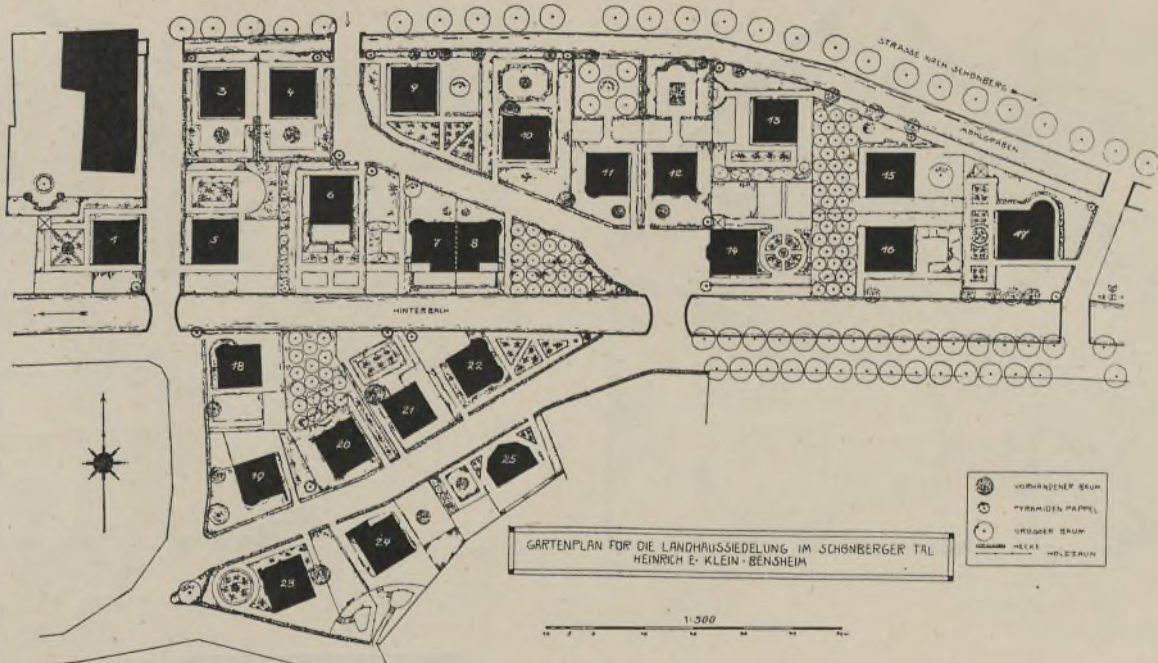 STRASSE NACH SCHÖNBERG
MÜHLGRABEN
3
4
9
10
11
12
13
15
6
1
5
7
8
14
16
17
HINTERBACH
18
22
21
20
19
25
24
23
VORHANDENER BAUM
PYRAMIDEN PAPPEL
GROSSER BAUM
HECKE
HOLZZAUN
GARTENPLAN FÜR DIE LANDHAUSSIEDELUNG IM SCHÖNBERGER TAL
HEINRICH E. KLEIN - BENSHEIM
1:500